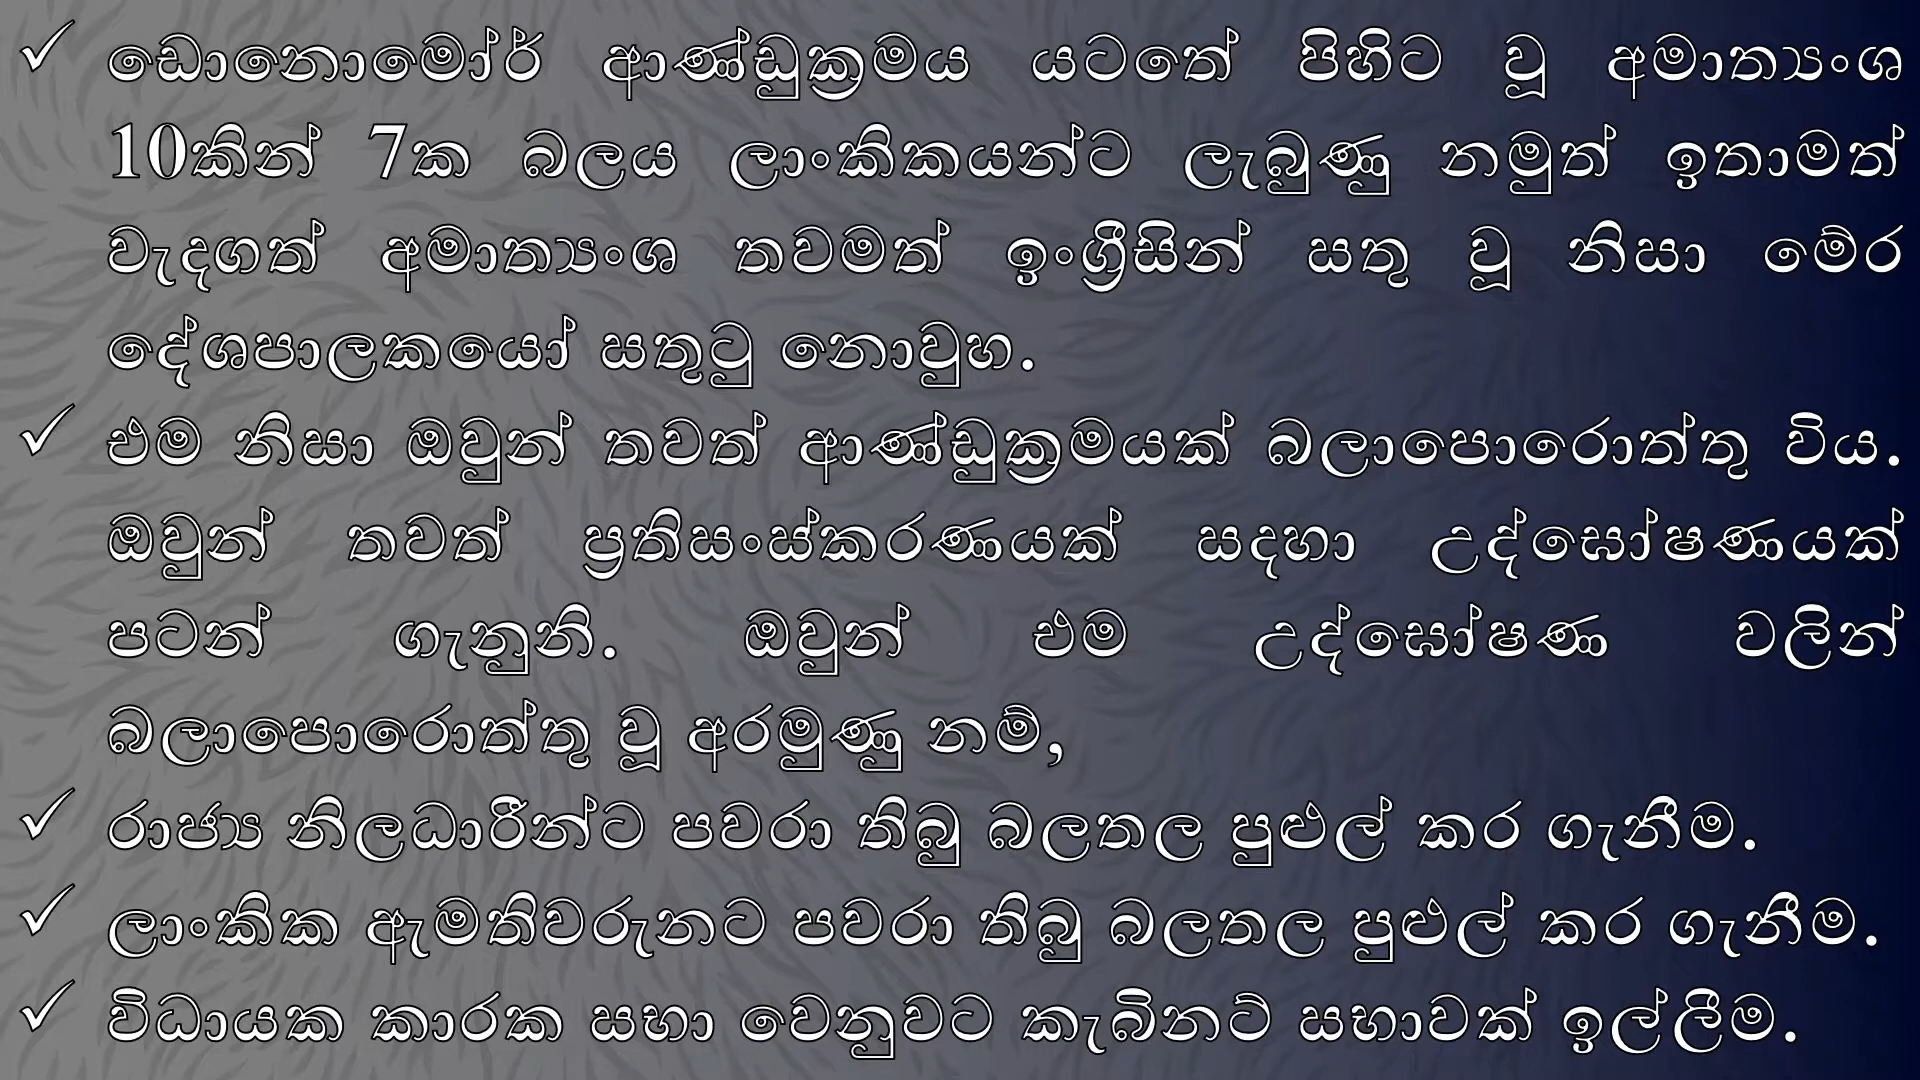 ✓ ඩොනොමෝර් ආණ්ඩුක්‍රමය යටතේ පිහිට වූ අමාත්‍යංශ
10කින් 7ක බලය ලාංකිකයන්ට ලැබුණු නමුත් ඉතාමත්
වැදගත් අමාත්‍යංශ තවමත් ඉංග්‍රීසින් සතු වූ නිසා මේර
දේශපාලකයෝ සතුටු නොවුහ.
✓ එම නිසා ඔවුන් තවත් ආණ්ඩුක්‍රමයක් බලාපොරොත්තු විය.
ඔවුන් තවත් ප්‍රතිසංස්කරණයක් සදහා උද්ඝෝෂණයක්
පටන් ගැනුනි. ඔවුන් එම උද්ඝෝෂණ වලින්
බලාපොරොත්තු වූ අරමුණු නම්,
✓ රාජ්‍ය නිලධාරීන්ට පවරා තිබු බලතල පුළුල් කර ගැනීම.
✓ ලාංකික ඇමතිවරුනට පවරා තිබු බලතල පුළුල් කර ගැනීම.
✓ විධායක කාරක සභා වෙනුවට කැබිනට් සභාවක් ඉල්ලීම.